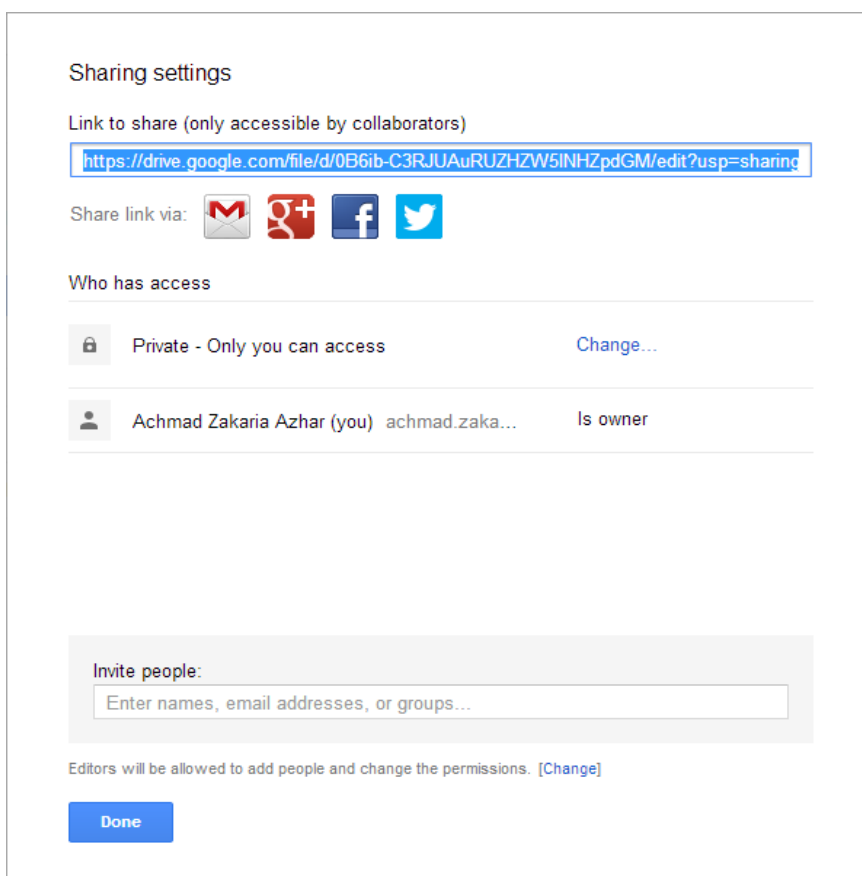 Sharing settings
Link to share (only accessible by collaborators)
https://drive.google.com/file/d/0B6ib-C3RJUAuRUZHZW5lNHZpdGM/edit?usp=sharing
Share link via: M g+ f
Who has access
Private - Only you can access Change...
Achmad Zakaria Azhar (you) achmad.zaka... Is owner
Invite people:
Enter names, email addresses, or groups...
Editors will be allowed to add people and change the permissions. [Change]
Done